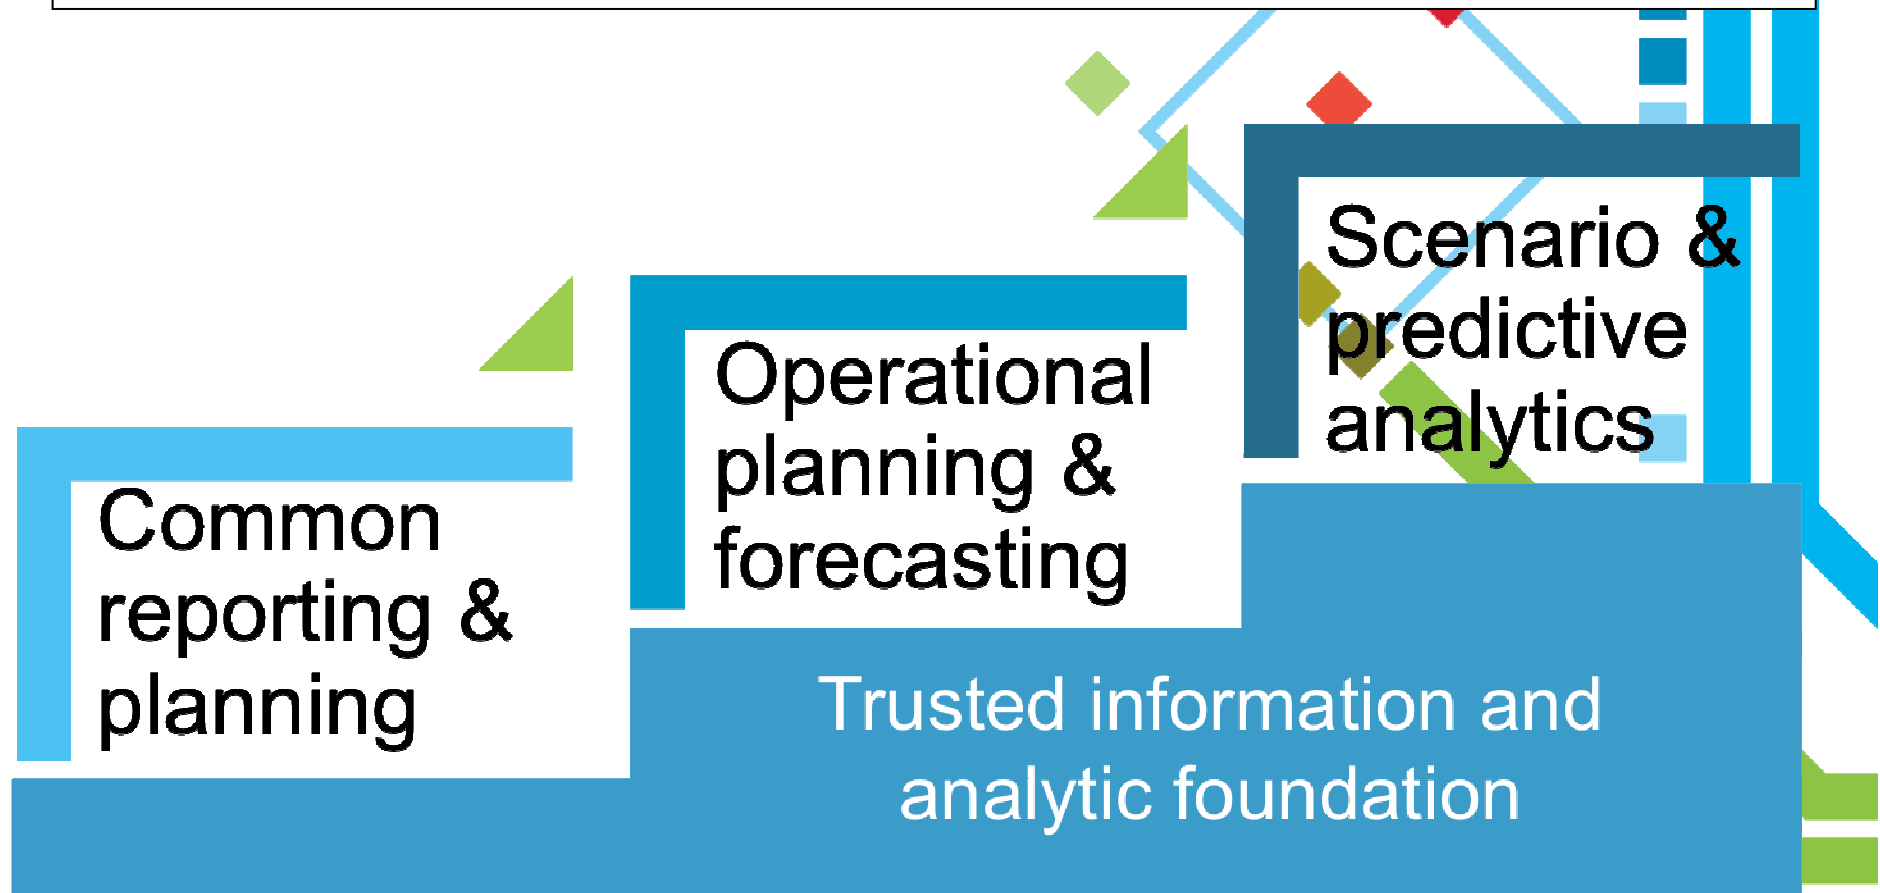 Common
reporting &
planning
Operational
planning &
forecasting
Scenario &
predictive
analytics
Trusted information and
analytic foundation